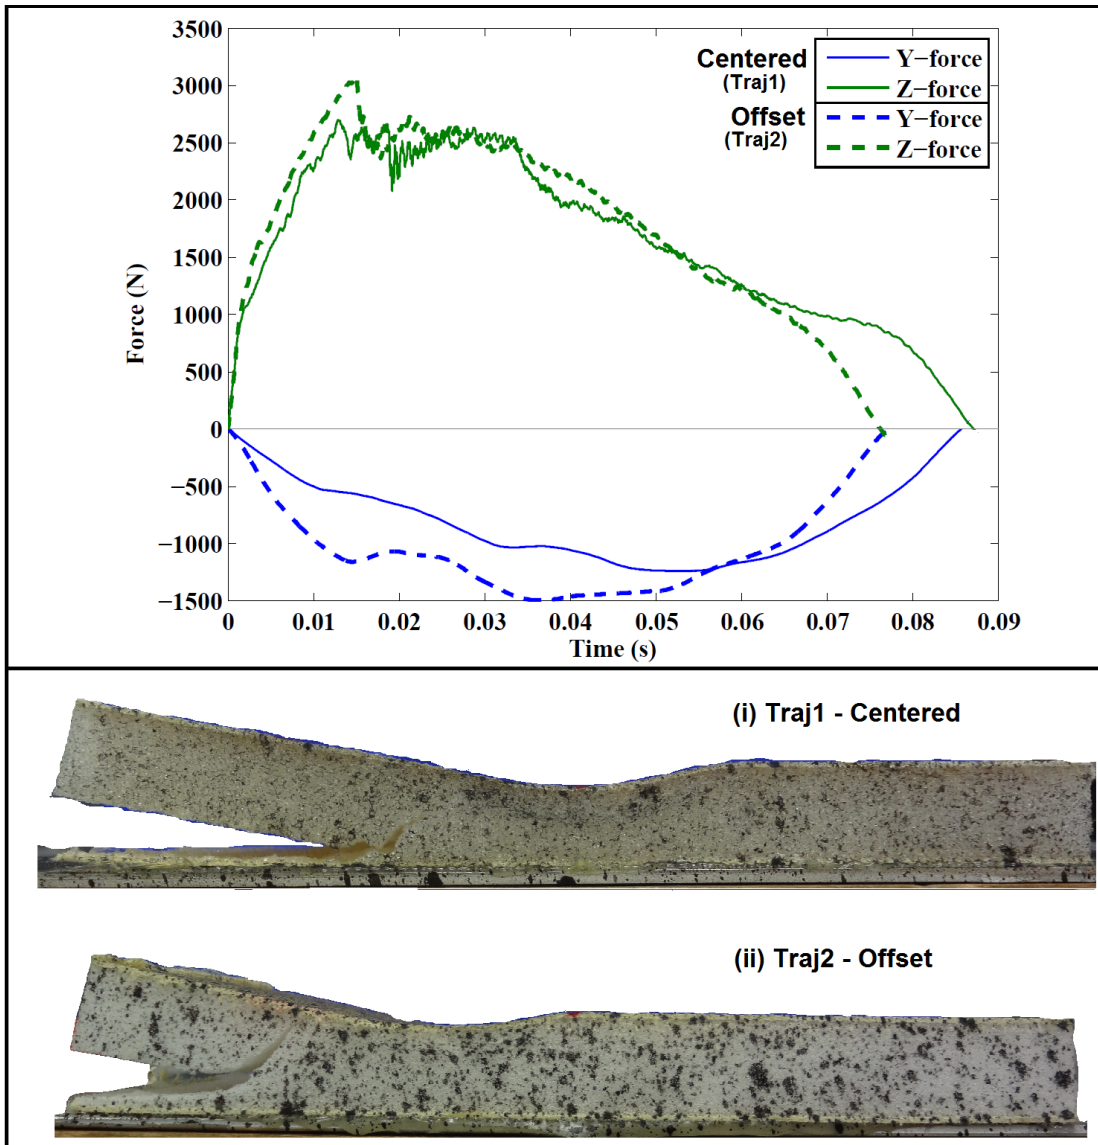 3500
3000
2500
2000
1500
1000
500
0
−500
−1000
−1500
Force (N)
Centered
(Traj1)
Y−force
Z−force
Offset
(Traj2)
Y−force
Z−force
0 0.01 0.02 0.03 0.04 0.05 0.06 0.07 0.08 0.09
Time (s)
(i) Traj1 - Centered
(ii) Traj2 - Offset